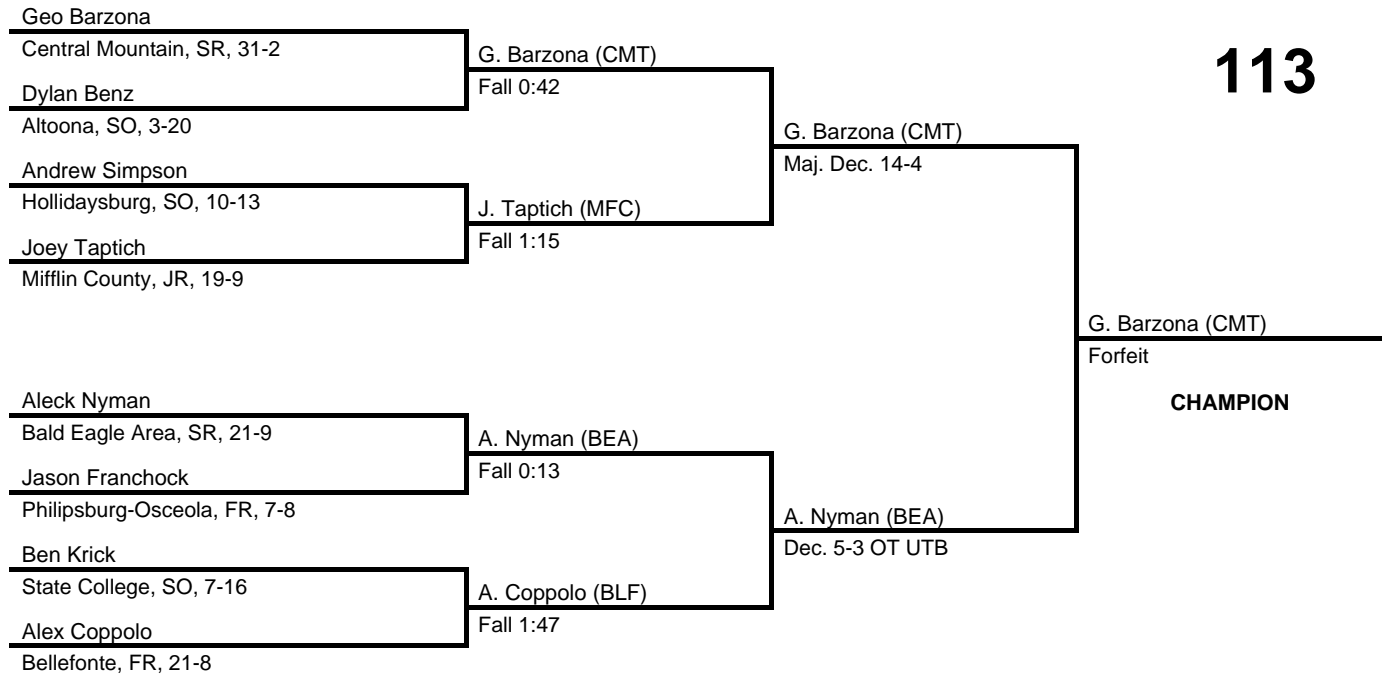 Geo Barzona
Central Mountain, SR, 31-2
Dylan Benz
Altoona, SO, 3-20
Andrew Simpson
Hollidaysburg, SO, 10-13
Joey Taptich
Mifflin County, JR, 19-9
Aleck Nyman
Bald Eagle Area, SR, 21-9
Jason Franchock
Philipsburg-Osceola, FR, 7-8
Ben Krick
State College, SO, 7-16
Alex Coppolo
Bellefonte, FR, 21-8
G. Barzona (CMT)
Fall 0:42
J. Taptich (MFC)
Fall 1:15
A. Nyman (BEA)
Fall 0:13
A. Coppolo (BLF)
Fall 1:47
G. Barzona (CMT)
Maj. Dec. 14-4
A. Nyman (BEA)
Dec. 5-3 OT UTB
113
G. Barzona (CMT)
Forfeit
CHAMPION